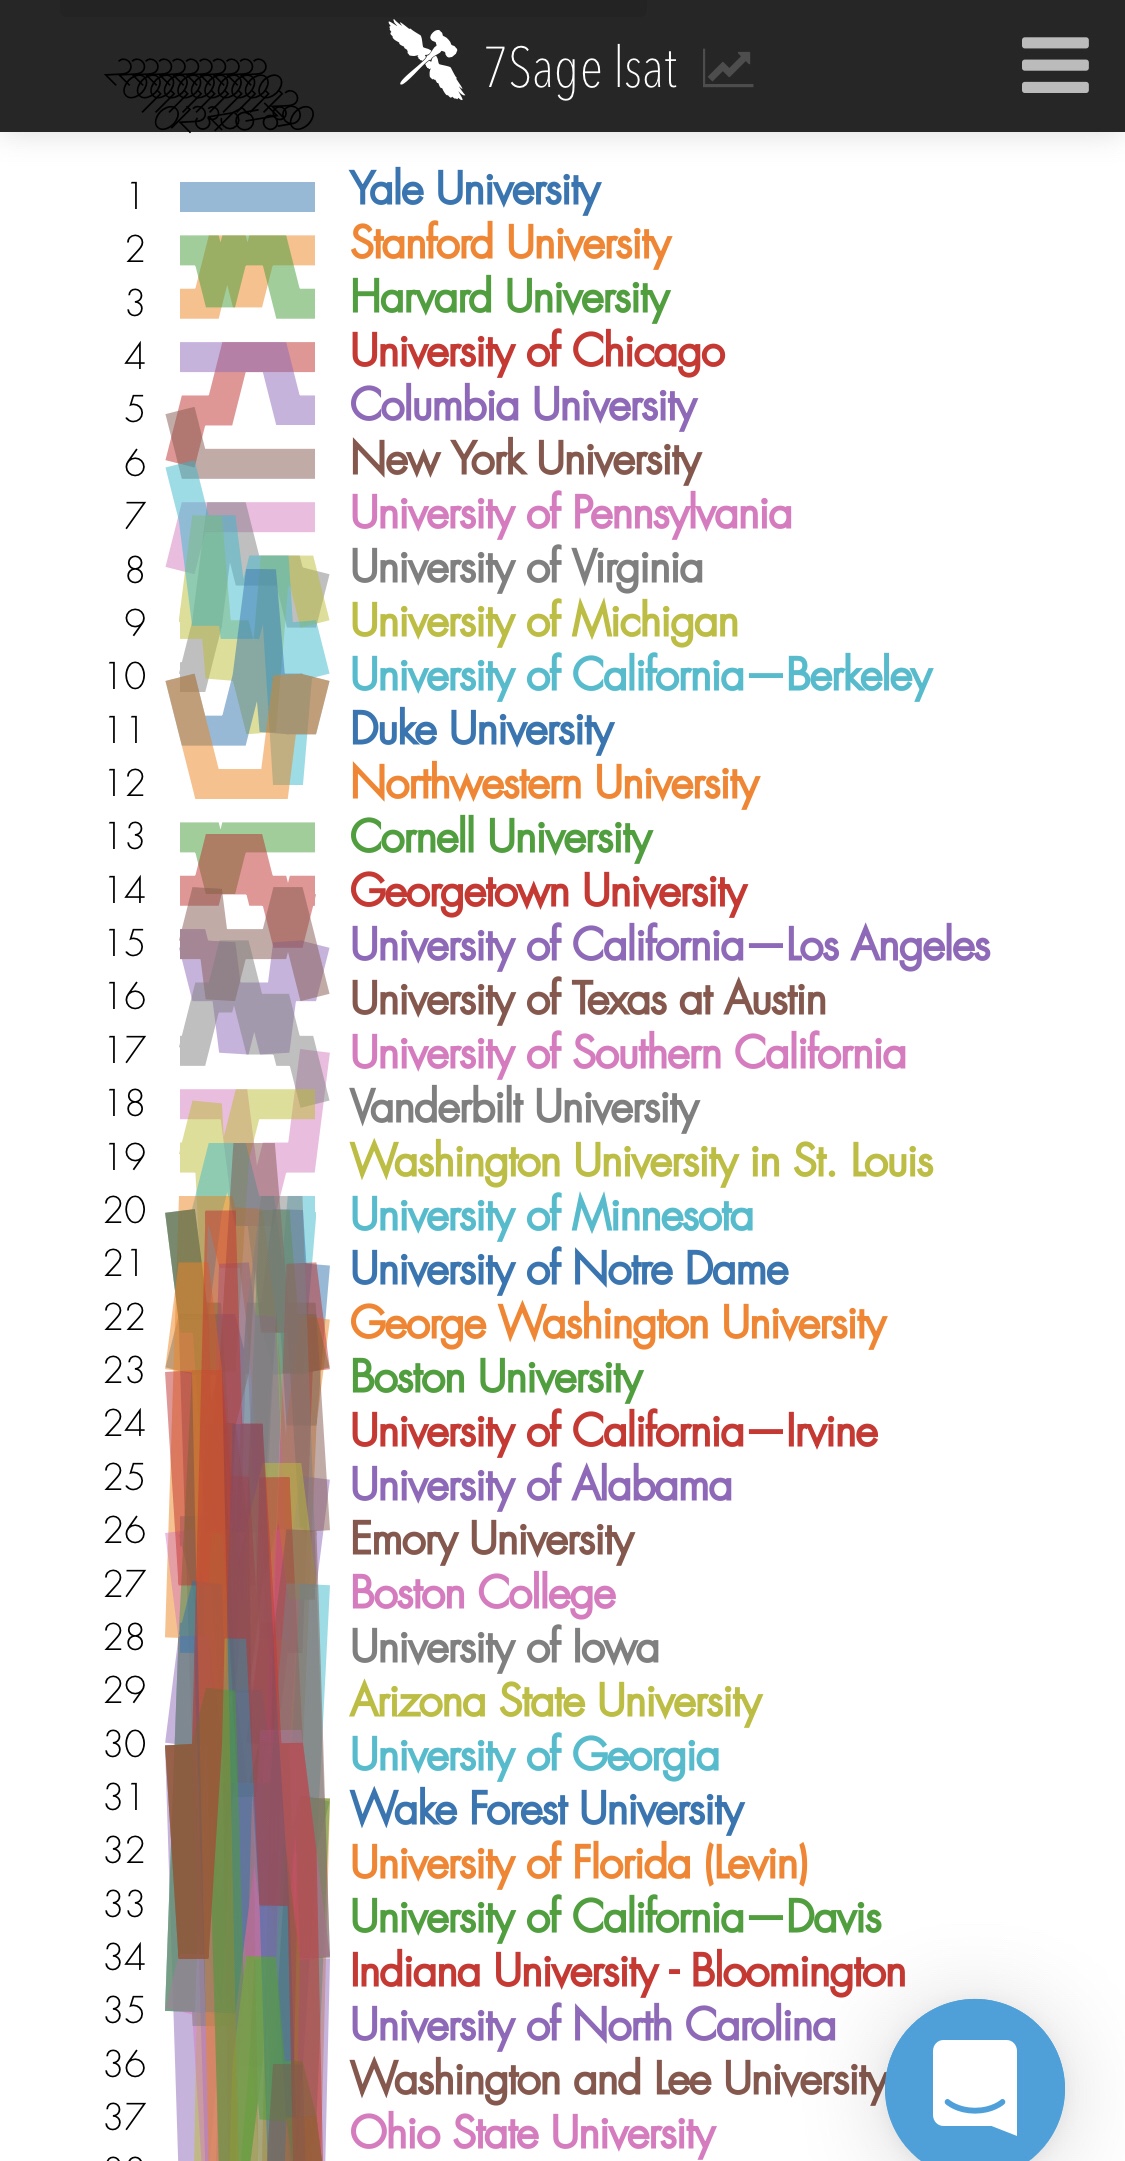 7Sage lsat
1 Yale University
2 Stanford University
3 Harvard University
4 University of Chicago
5 Columbia University
6 New York University
7 University of Pennsylvania
8 University of Virginia
9 University of Michigan
10 University of California—Berkeley
11 Duke University
12 Northwestern University
13 Cornell University
14 Georgetown University
15 University of California—Los Angeles
16 University of Texas at Austin
17 University of Southern California
18 Vanderbilt University
19 Washington University in St. Louis
20 University of Minnesota
21 University of Notre Dame
22 George Washington University
23 Boston University
24 University of California—Irvine
25 University of Alabama
26 Emory University
27 Boston College
28 University of Iowa
29 Arizona State University
30 University of Georgia
31 Wake Forest University
32 University of Florida (Levin)
33 University of California—Davis
34 Indiana University - Bloomington
35 University of North Carolina
36 Washington and Lee University
37 Ohio State University